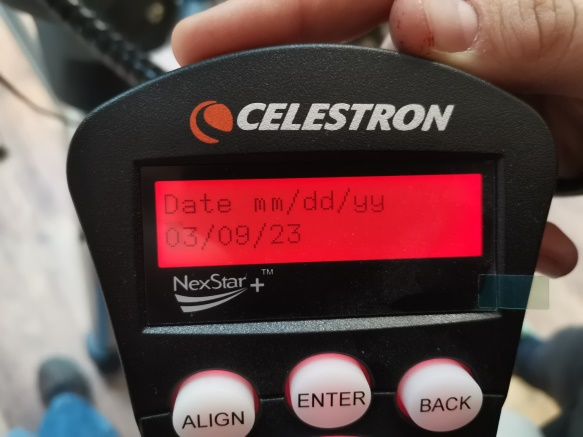 CELESTRON
Date mm/dd/yy
03/09/23
NexStar+™
ALIGN
ENTER
BACK